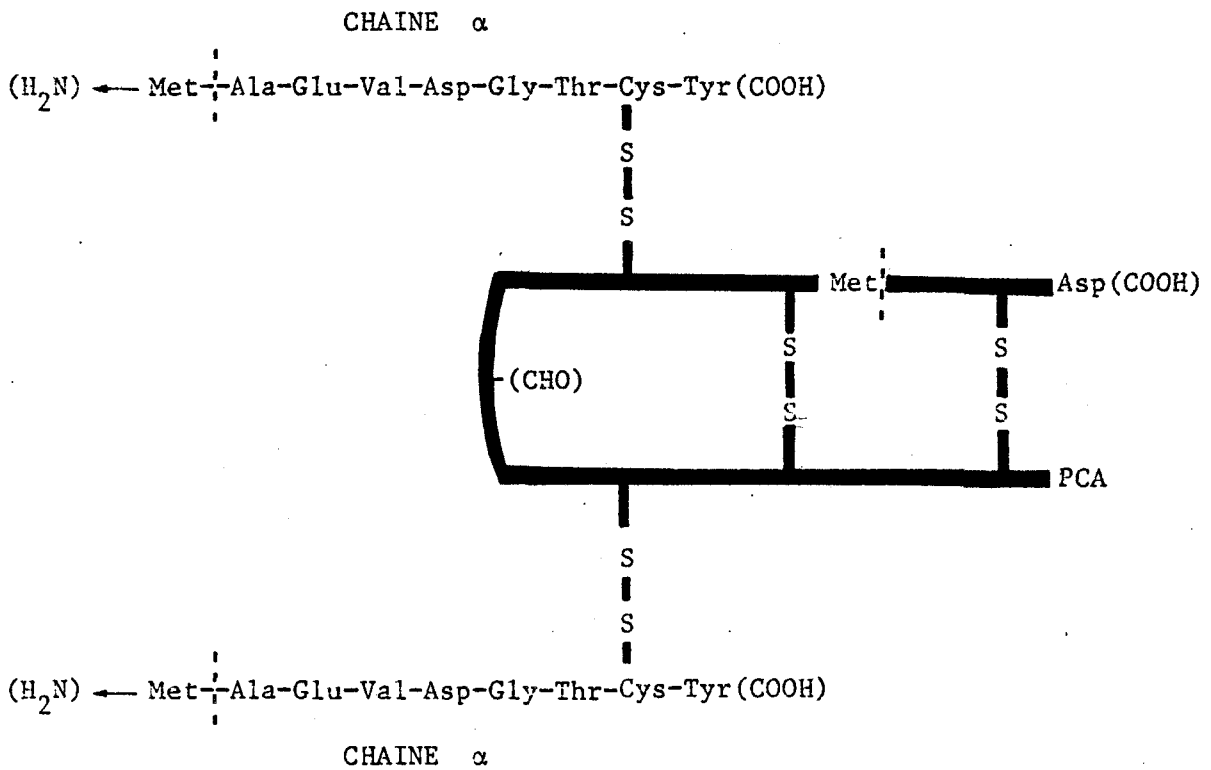 CHAINE α
(H₂N) ← Met-Ala-Glu-Val-Asp-Gly-Thr-Cys-Tyr(COOH)
S
S
Met Asp(COOH)
S S
(CHO)
S S
PCA
S
S
(H₂N) ← Met-Ala-Glu-Val-Asp-Gly-Thr-Cys-Tyr(COOH)
CHAINE α